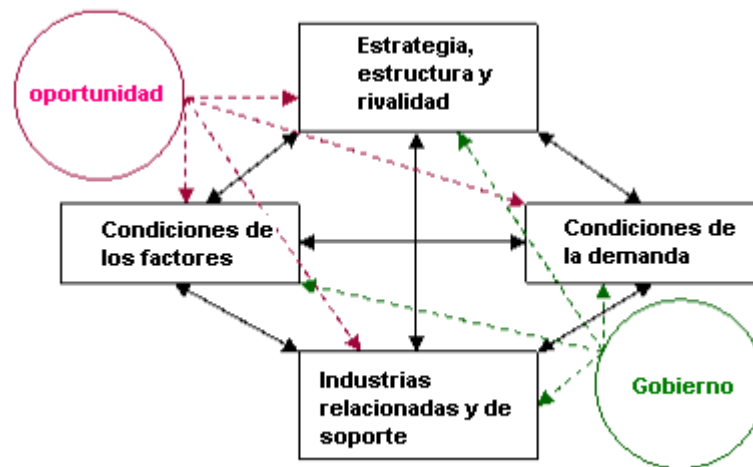 Estrategia,
estructura y
rivalidad
oportunidad
Condiciones de
los factores
Condiciones de
la demanda
Industrias
relacionadas y de
soporte
Gobierno